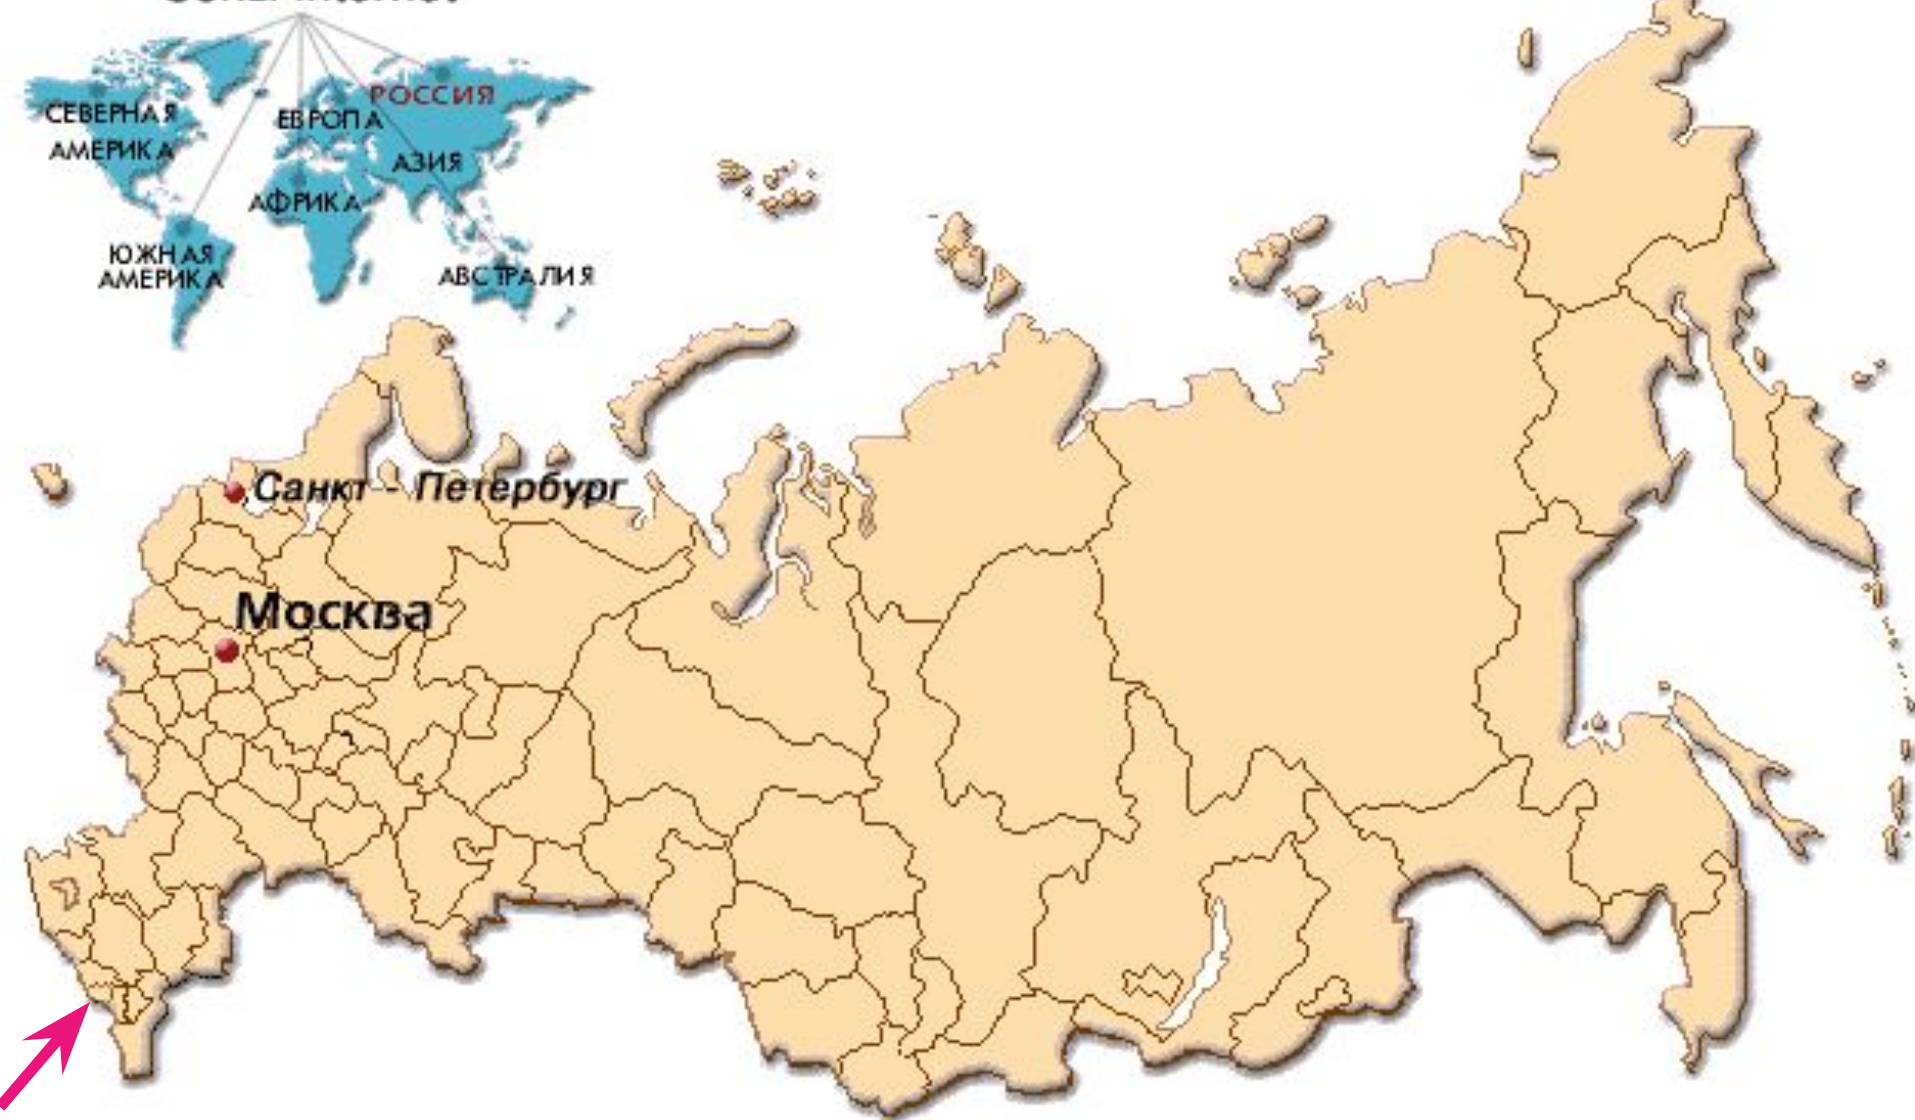 СЕВЕРНАЯ
АМЕРИКА
РОССИЯ
ЕВРОПА
АЗИЯ
АФРИКА
ЮЖНАЯ
АМЕРИКА
АВСТРАЛИЯ
Санкт - Петербург
Москва